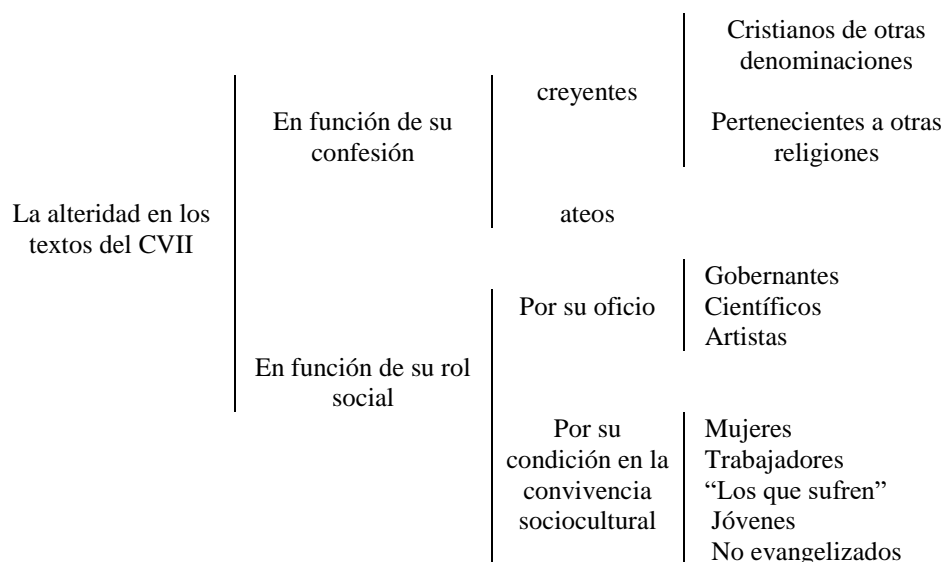 La alteridad en los
textos del CVII
En función de su
confesión
creyentes
Cristianos de otras
denominaciones
Pertenecientes a otras
religiones
ateos
En función de su rol
social
Por su oficio
Gobernantes
Científicos
Artistas
Por su
condición en la
convivencia
sociocultural
Mujeres
Trabajadores
“Los que sufren”
Jóvenes
No evangelizados